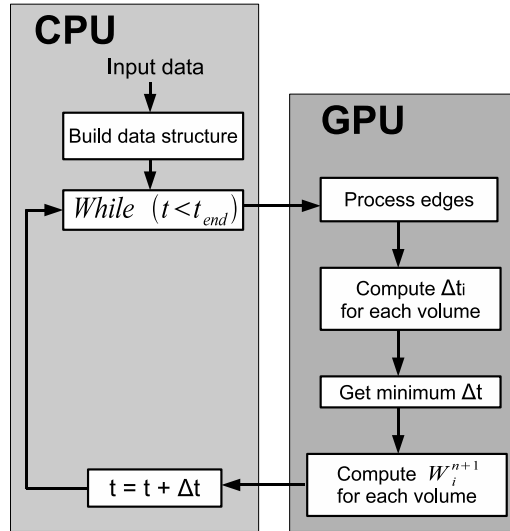 CPU
Input data
Build data structure
While (t<t_end)
GPU
Process edges
Compute Δti
for each volume
Get minimum Δt
Compute W_i^{n+1}
for each volume
t = t + Δt